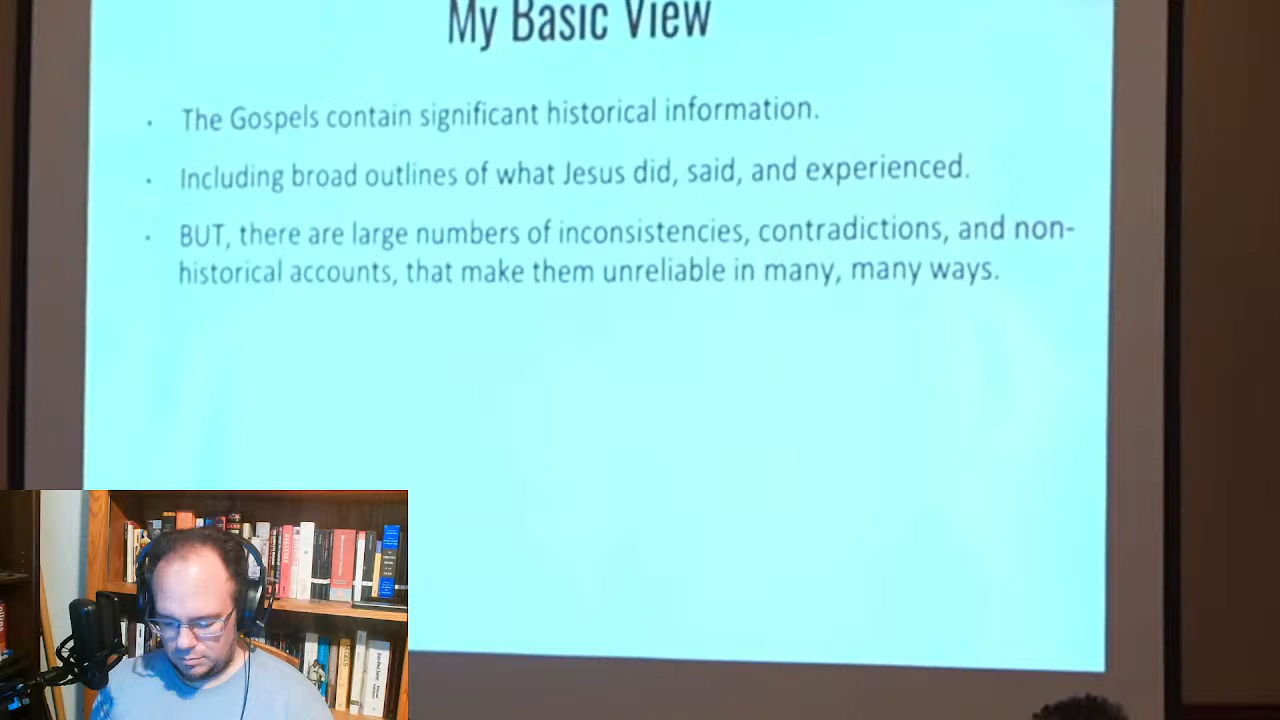 My Basic View
· The Gospels contain significant historical information.
· Including broad outlines of what Jesus did, said, and experienced.
· BUT, there are large numbers of inconsistencies, contradictions, and non-
historical accounts, that make them unreliable in many, many ways.